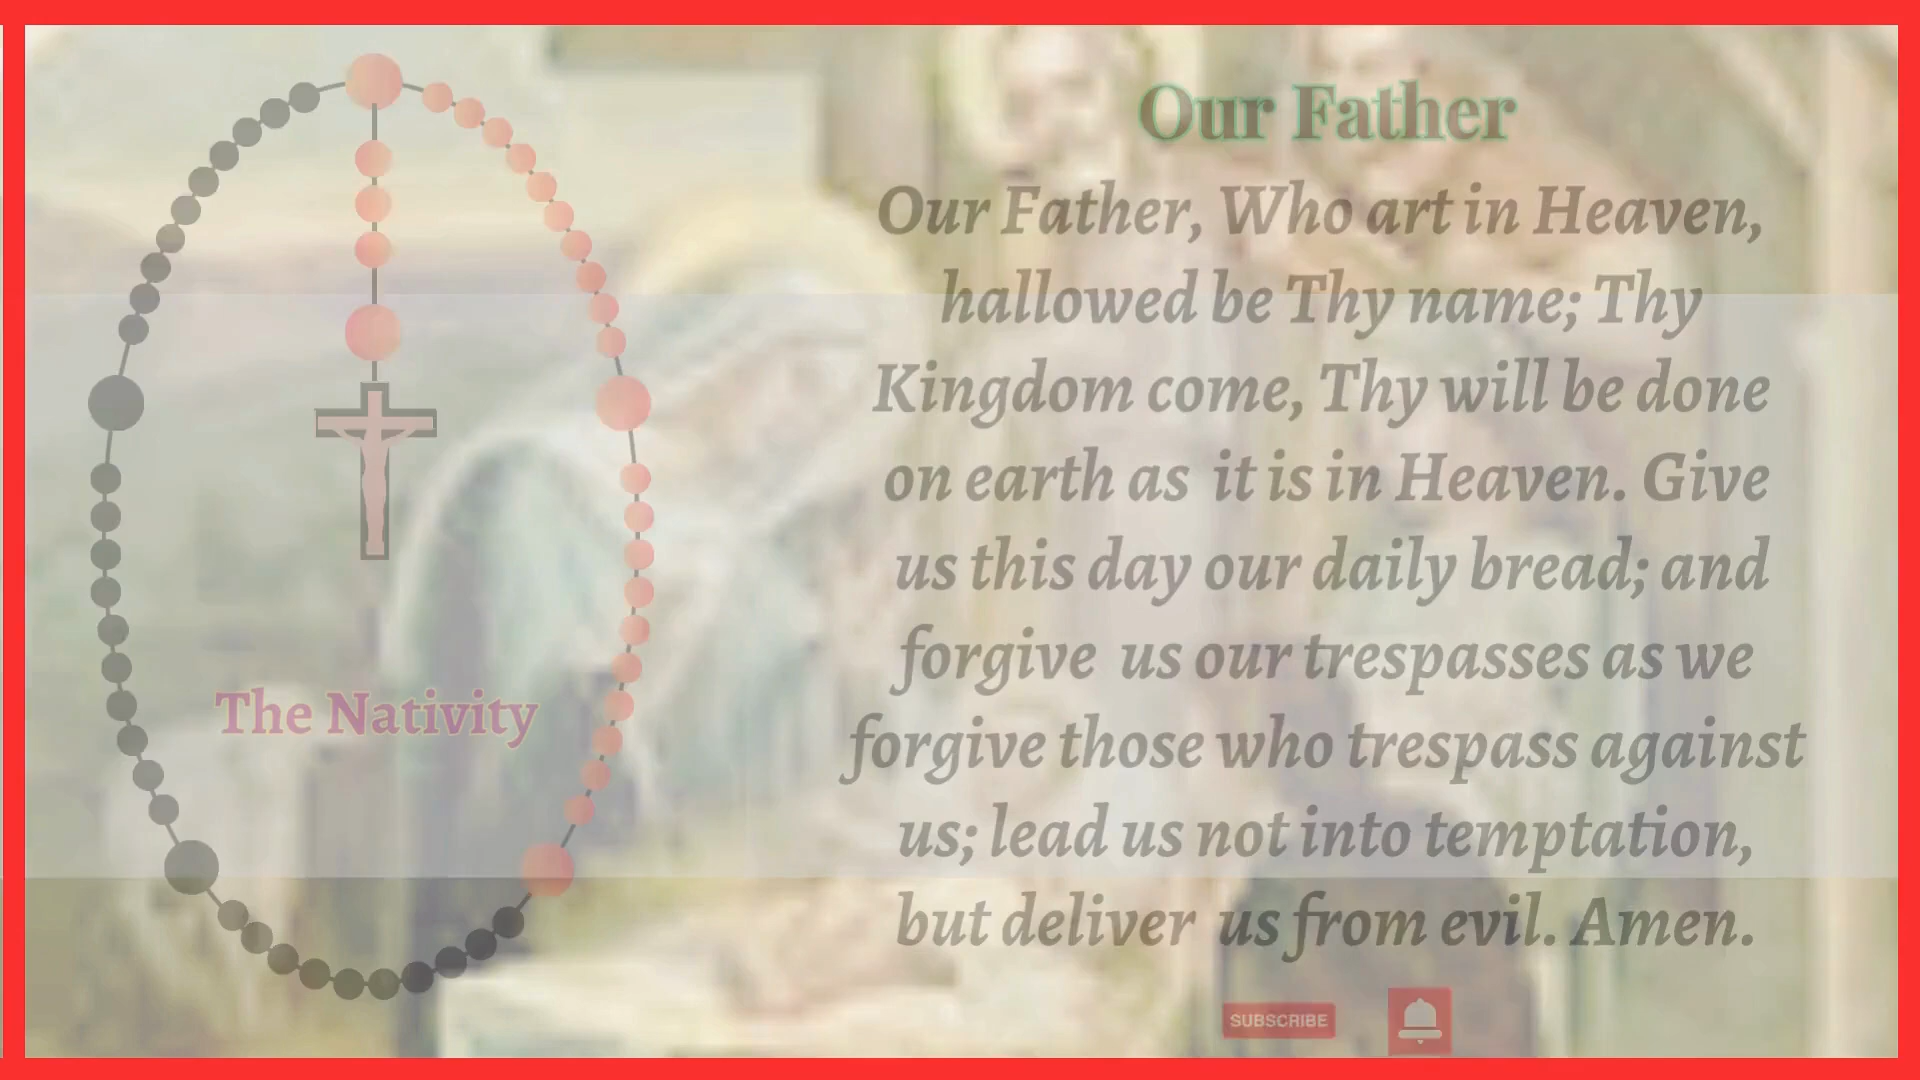 Our Father
Our Father, Who art in Heaven,
hallowed be Thy name; Thy
Kingdom come, Thy will be done
on earth as it is in Heaven. Give
us this day our daily bread; and
forgive us our trespasses as we
forgive those who trespass against
us; lead us not into temptation,
but deliver us from evil. Amen.
The Nativity
SUBSCRIBE